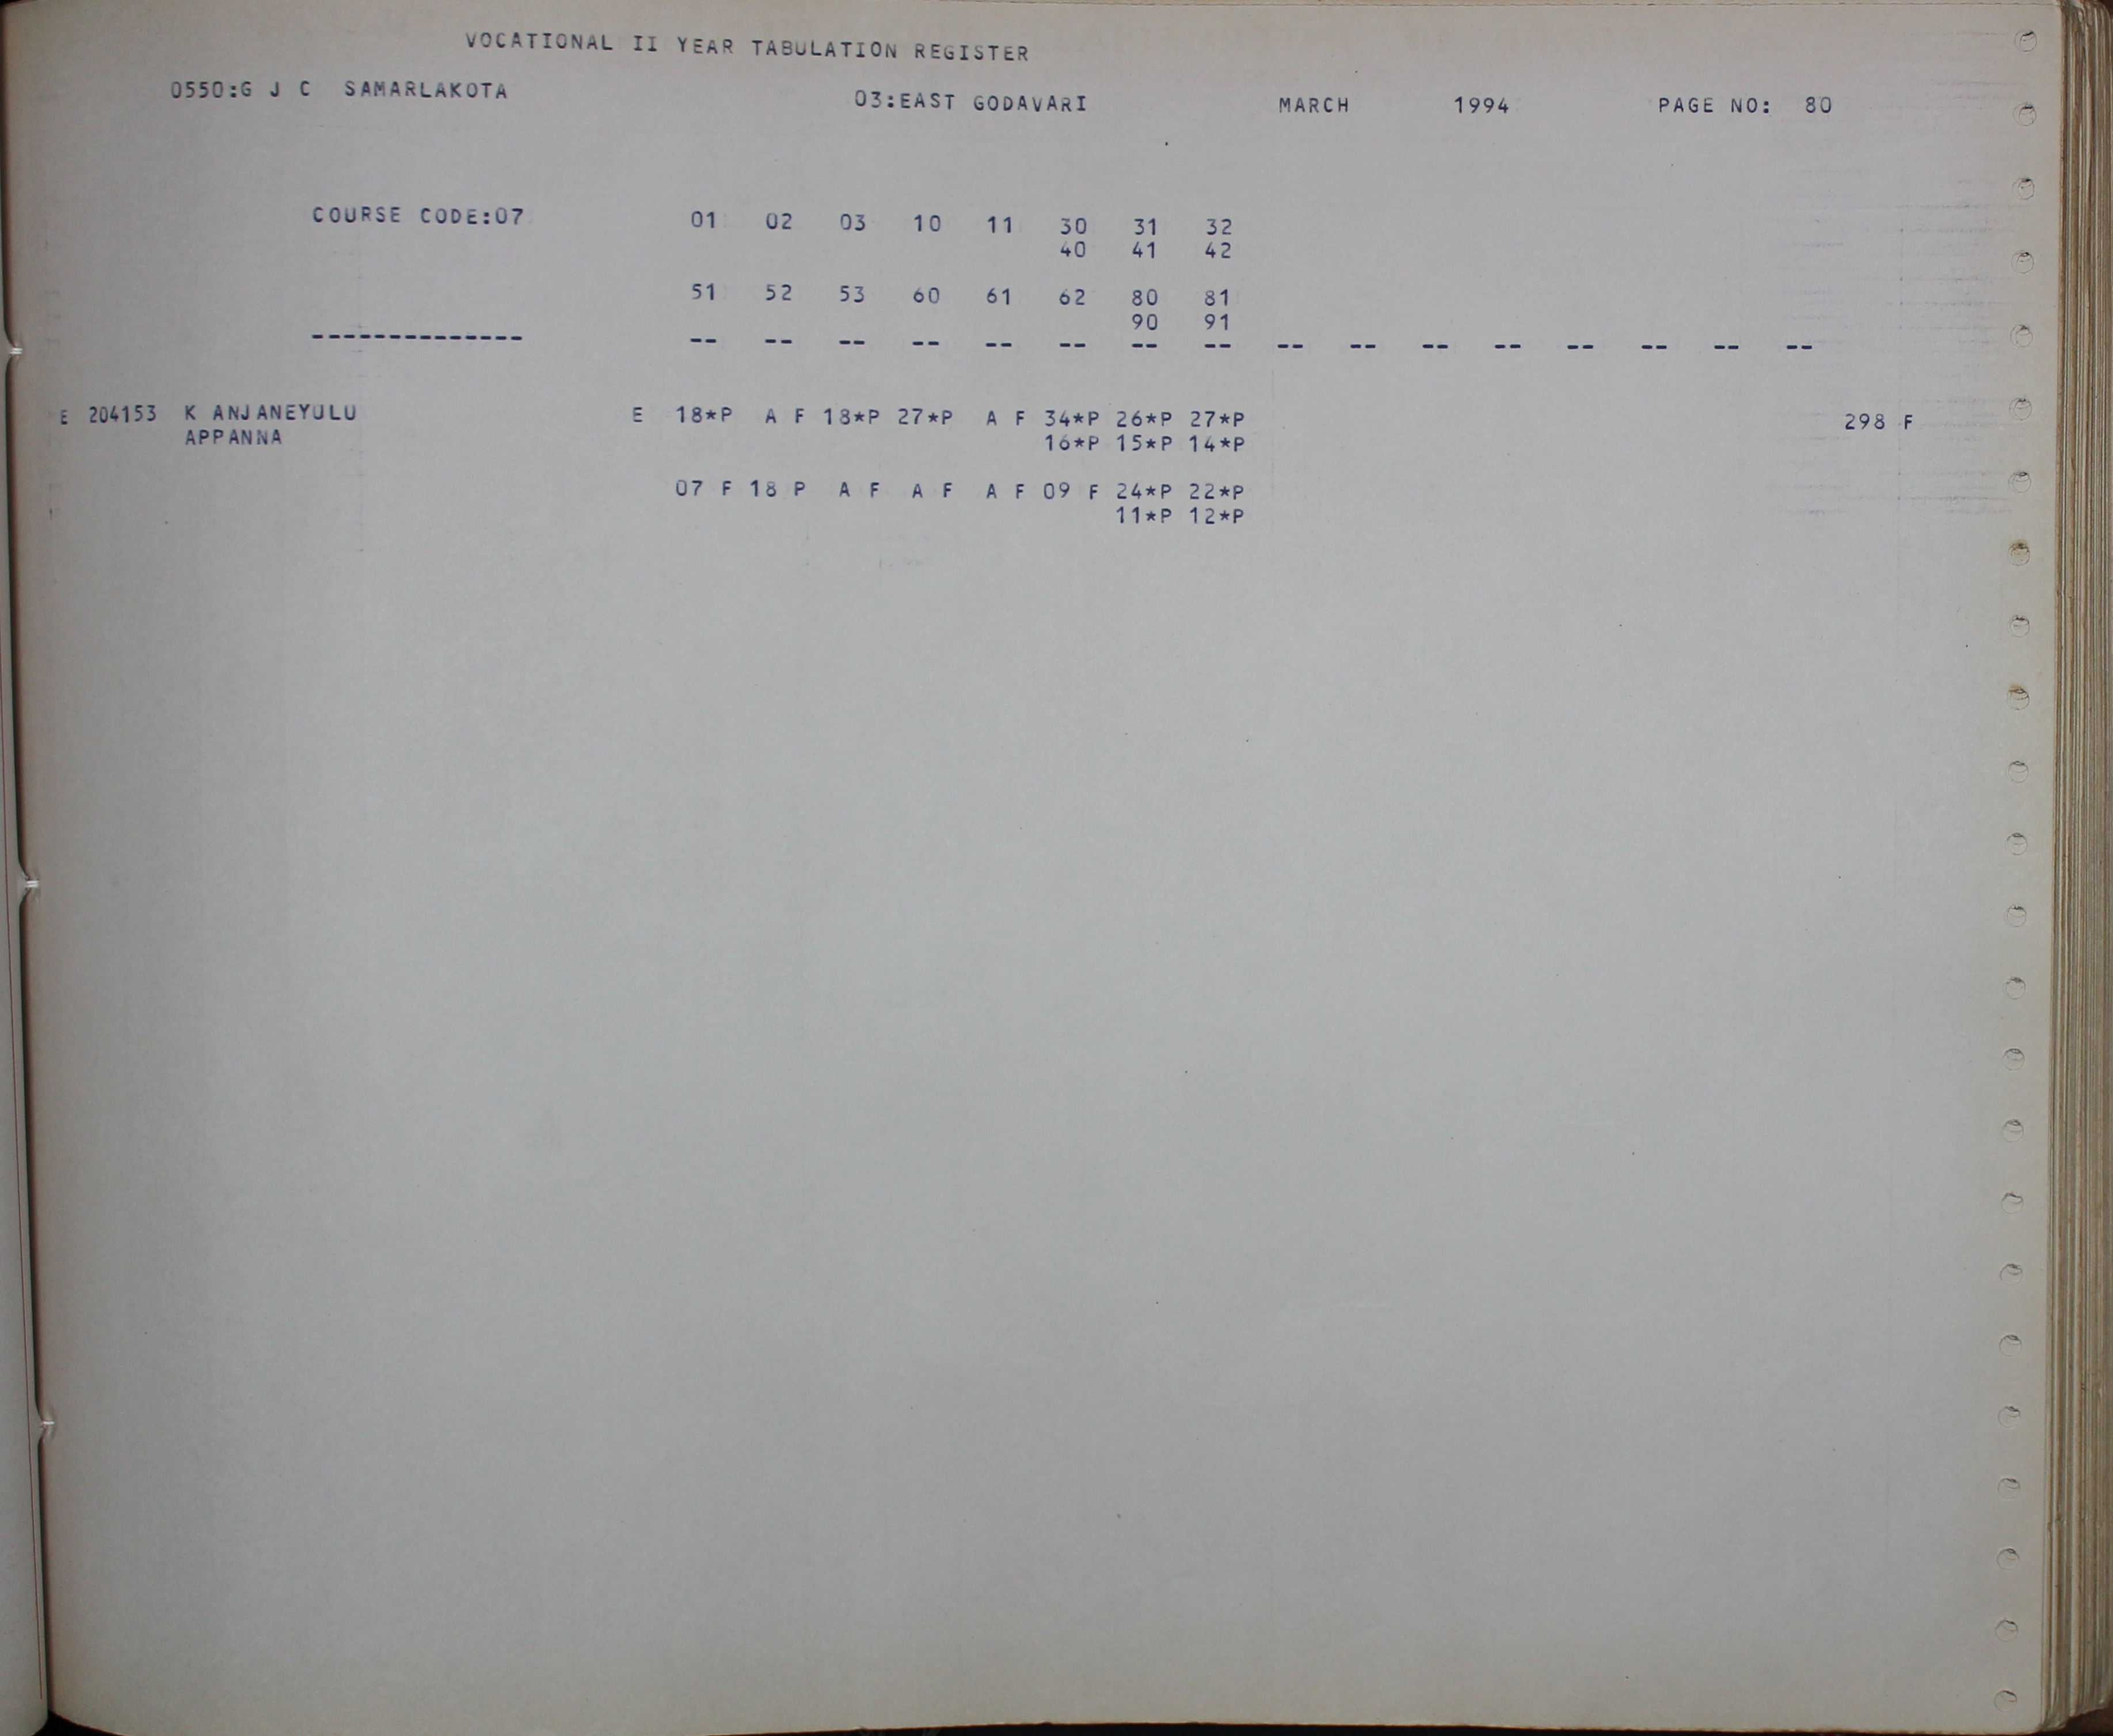 VOCATIONAL II YEAR TABULATION REGISTER
0550:G J C SAMARLAKOTA 03:EAST GODAVARI MARCH 1994 PAGE NO: 80
COURSE CODE:07 01 02 03 10 11 30 31 32
40 41 42
51 52 53 60 61 62 80 81
90 91
-------------- -- -- -- -- -- -- -- -- -- -- -- -- -- -- -- --
E 204153 K ANJANEYULU E 18*P A F 18*P 27*P A F 34*P 26*P 27*P 298 F
APPANNA 16*P 15*P 14*P
07 F 18 P A F A F A F 09 F 24*P 22*P
11*P 12*P